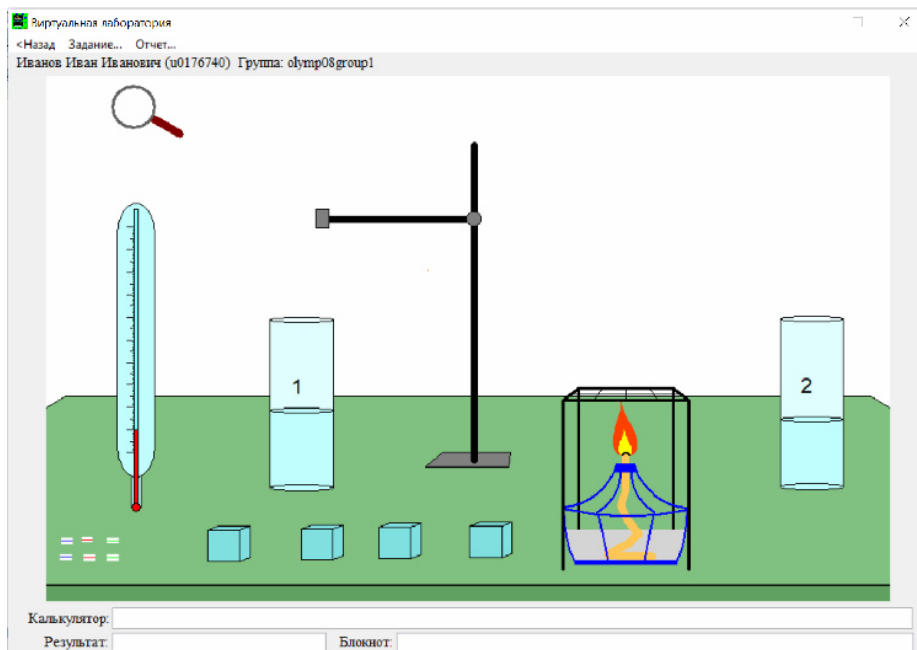 Виртуальная лаборатория
<Назад Задание... Отчет...
Иванов Иван Иванович (u0176740) Группа: olymp08group1
1
2
Калькулятор:
Результат: Блокнот: